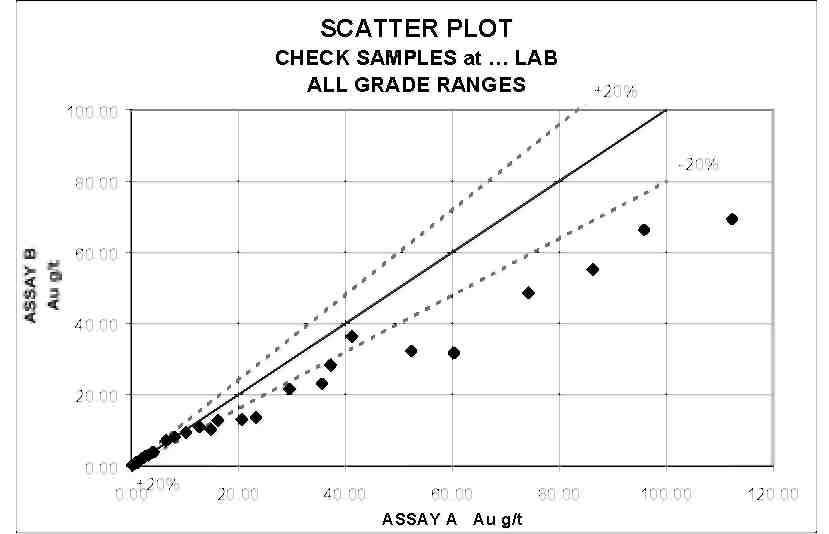 SCATTER PLOT
CHECK SAMPLES at ... LAB
ALL GRADE RANGES
+20%
100.00
-20%
80.00
60.00
ASSAY B
Au g/t
40.00
20.00
0.00
+20%
0.00
20.00
40.00
60.00
80.00
100.00
120.00
ASSAY A Au g/t